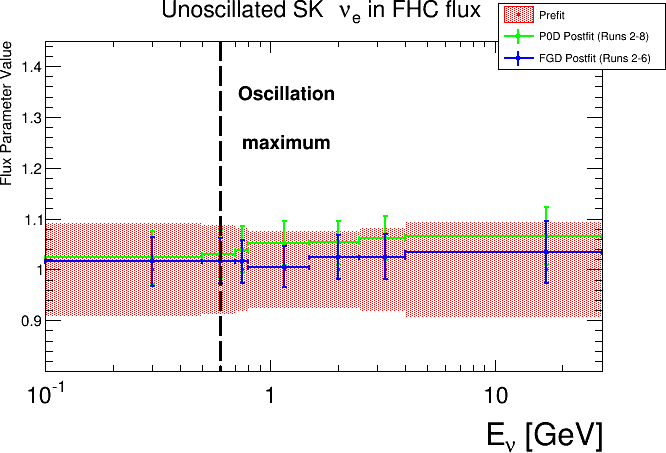 Unoscillated SK ν_e in FHC flux
Prefit
P0D Postfit (Runs 2-8)
FGD Postfit (Runs 2-6)
Flux Parameter Value
1.4
1.3
1.2
1.1
1
0.9
Oscillation
maximum
10^-1
1
10
E_ν [GeV]